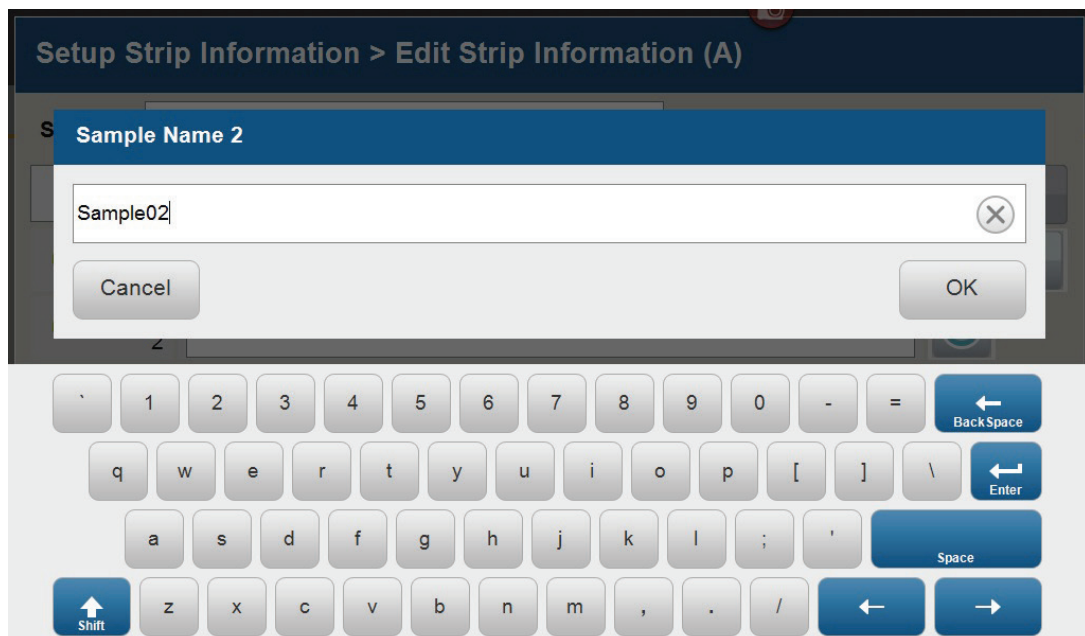 Setup Strip Information > Edit Strip Information (A)
S
Sample Name 2
Sample02
Cancel OK
2
` 1 2 3 4 5 6 7 8 9 0 - = BackSpace
q w e r t y u i o p [ ] \ Enter
a s d f g h j k l ; ' Space
Shift z x c v b n m , . /